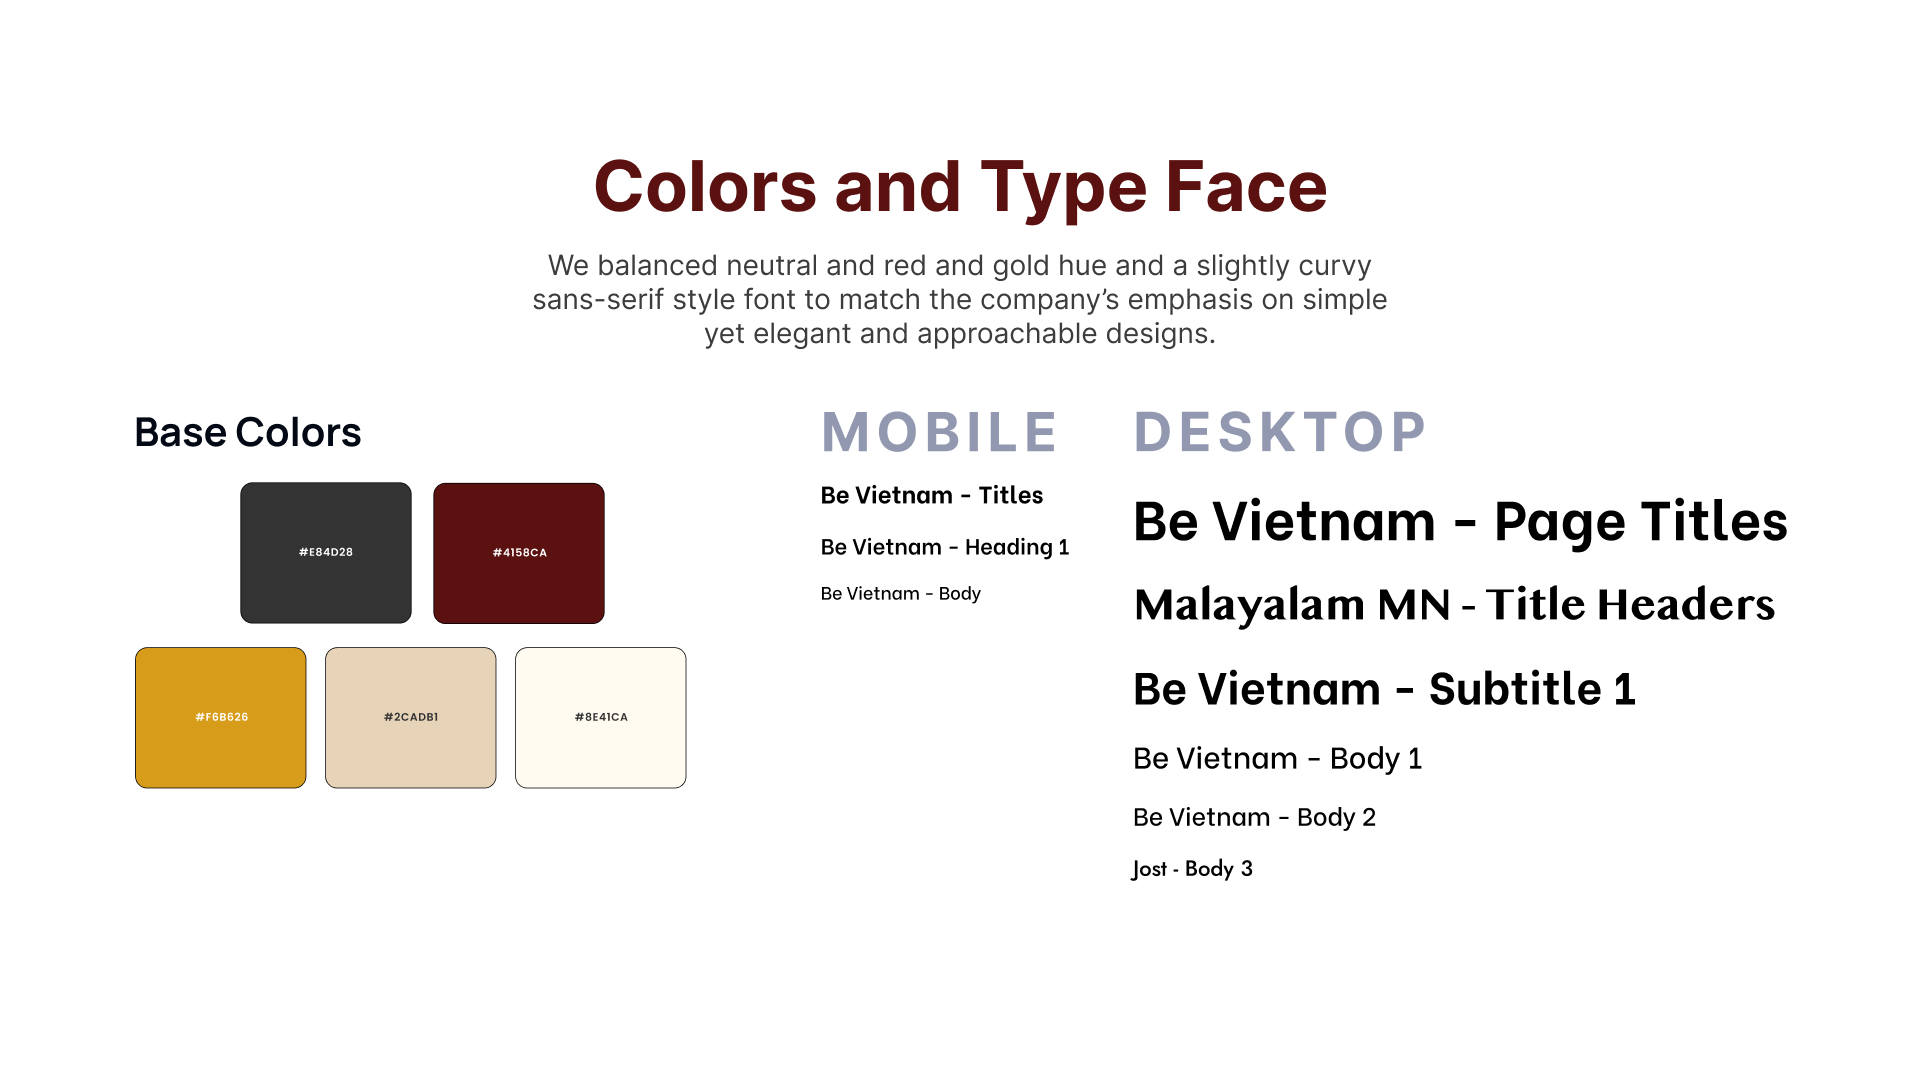 Colors and Type Face
We balanced neutral and red and gold hue and a slightly curvy
sans-serif style font to match the company’s emphasis on simple
yet elegant and approachable designs.
Base Colors
#E84D28
#4158CA
#F6B626
#2CADB1
#8E41CA
MOBILE
Be Vietnam - Titles
Be Vietnam - Heading 1
Be Vietnam - Body
DESKTOP
Be Vietnam - Page Titles
Malayalam MN - Title Headers
Be Vietnam - Subtitle 1
Be Vietnam - Body 1
Be Vietnam - Body 2
Jost - Body 3